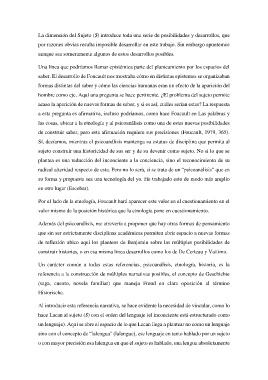 La dimensión del Sujeto ($) introduce toda una serie de posibilidades y desarrollos, que
por razones obvias resulta imposible desarrollar en este trabajo. Sin embargo apuntemos
aunque sea someramente algunos de estos desarrollos posibles.
Una línea que podríamos llamar epistémica parte del planteamiento por los espacios del
saber. El desarrollo de Foucault nos mostraba cómo en distintas epistemes se organizaban
formas distintas del saber y cómo las ciencias humanas eran un efecto de la aparición del
hombre como eje. Aquí una pregunta se hace pertinente. ¿El problema del sujeto permite
acaso la aparición de nuevas formas de saber, y si es así, cuáles serían estas? La respuesta
a esta pregunta es afirmativa, incluso podríamos, como hace Foucault en Las palabras y
las cosas, ubicar a la etnología y al psicoanálisis como una de estas nuevas posibilidades
de construir saber, pero esta afirmación requiere sus precisiones (Foucault, 1979, 365).
Sí, decíamos, mientras el psicoanálisis mantenga su estatus de disciplina que permita al
sujeto construir una historicidad de sus ser y de su devenir como sujeto. No si lo que se
plantea es una reducción del inconsciente a la conciencia, sino el reconocimiento de su
radical alteridad respecto de esta. Pero no lo será, si se trata de un "psicoanálisis" que en
su forma y propuesta sea una tecnología del yo. He trabajado esto de modo más amplio
en otro lugar (Escobar).
Por el lado de la etnología, Foucault hará aparecer este valor en el cuestionamiento en el
valor mismo de la posición histórica que la etnología pone en cuestionamiento.
Además del psicoanálisis, me atrevería a proponer que hay otras formas de pensamiento
que sin ser estrictamente disciplinas académicas permiten abrir espacio a nuevas formas
de reflexión ubico aquí los planteos de Benjamin sobre las múltiples posibilidades de
construir historias, o en esa misma línea desarrollos como los de De Certeau y Vattimo.
Un carácter común a todas estas referencias, psicoanálisis, etnología, historia, es la
referencia a la construcción de múltiples narrativas posibles, el concepto de Geschichte
(saga, cuento, novela familiar) que maneja Freud en clara oposición al término
Historische.
Al introducir esta referencia narrativa, se hace evidente la necesidad de vincular, como lo
hace Lacan al sujeto ($) con el orden del lenguaje (el inconsciente está estructurado como
un lenguaje). Aquí se abre el espacio de lo que Lacan llega a plantear no como un lenguaje
sino con el concepto de "lalengua" (lalangue), ese lenguaje en tanto hablado por un sujeto
o con mayor precisión esa lalengua en que el sujeto es hablado, una lengua absolutamente